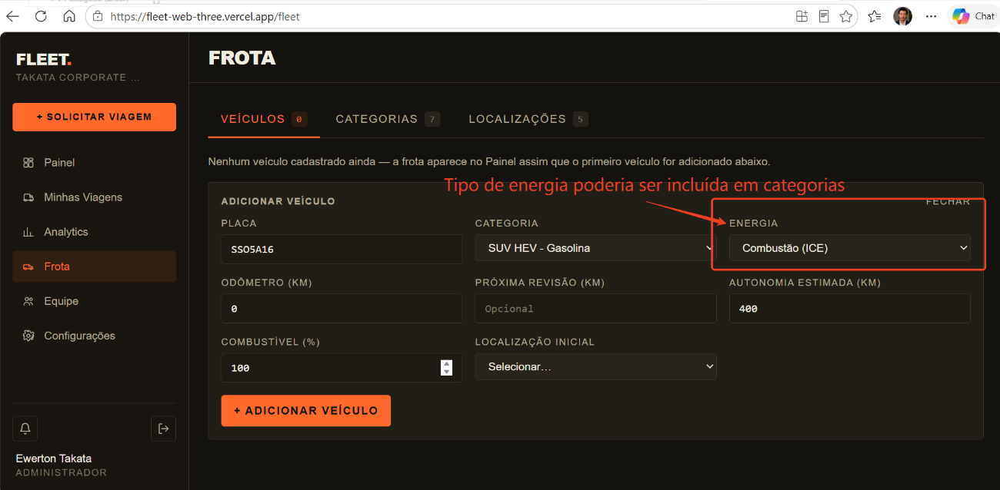 https://fleet-web-three.vercel.app/fleet
Chat
FLEET.
TAKATA CORPORATE ...
FROTA
+ SOLICITAR VIAGEM
VEÍCULOS 0 CATEGORIAS 7 LOCALIZAÇÕES 5
Painel
Minhas Viagens
Analytics
Frota
Equipe
Configurações
Nenhum veículo cadastrado ainda — a frota aparece no Painel assim que o primeiro veículo for adicionado abaixo.
Tipo de energia poderia ser incluída em categorias
ADICIONAR VEÍCULO FECHAR
PLACA CATEGORIA ENERGIA
SSO5A16 SUV HEV - Gasolina Combustão (ICE)
ODÔMETRO (KM) PRÓXIMA REVISÃO (KM) AUTONOMIA ESTIMADA (KM)
0 Opcional 400
COMBUSTÍVEL (%) LOCALIZAÇÃO INICIAL
100 Selecionar...
+ ADICIONAR VEÍCULO
Ewerton Takata
ADMINISTRADOR